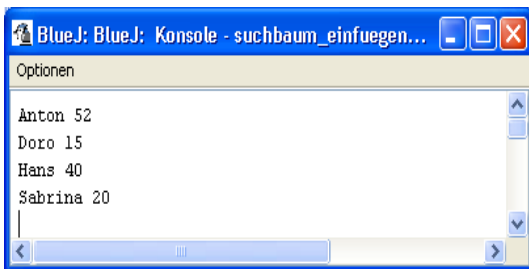 BlueJ: BlueJ: Konsole - suchbaum_einfuegen...
Optionen
Anton 52
Doro 15
Hans 40
Sabrina 20